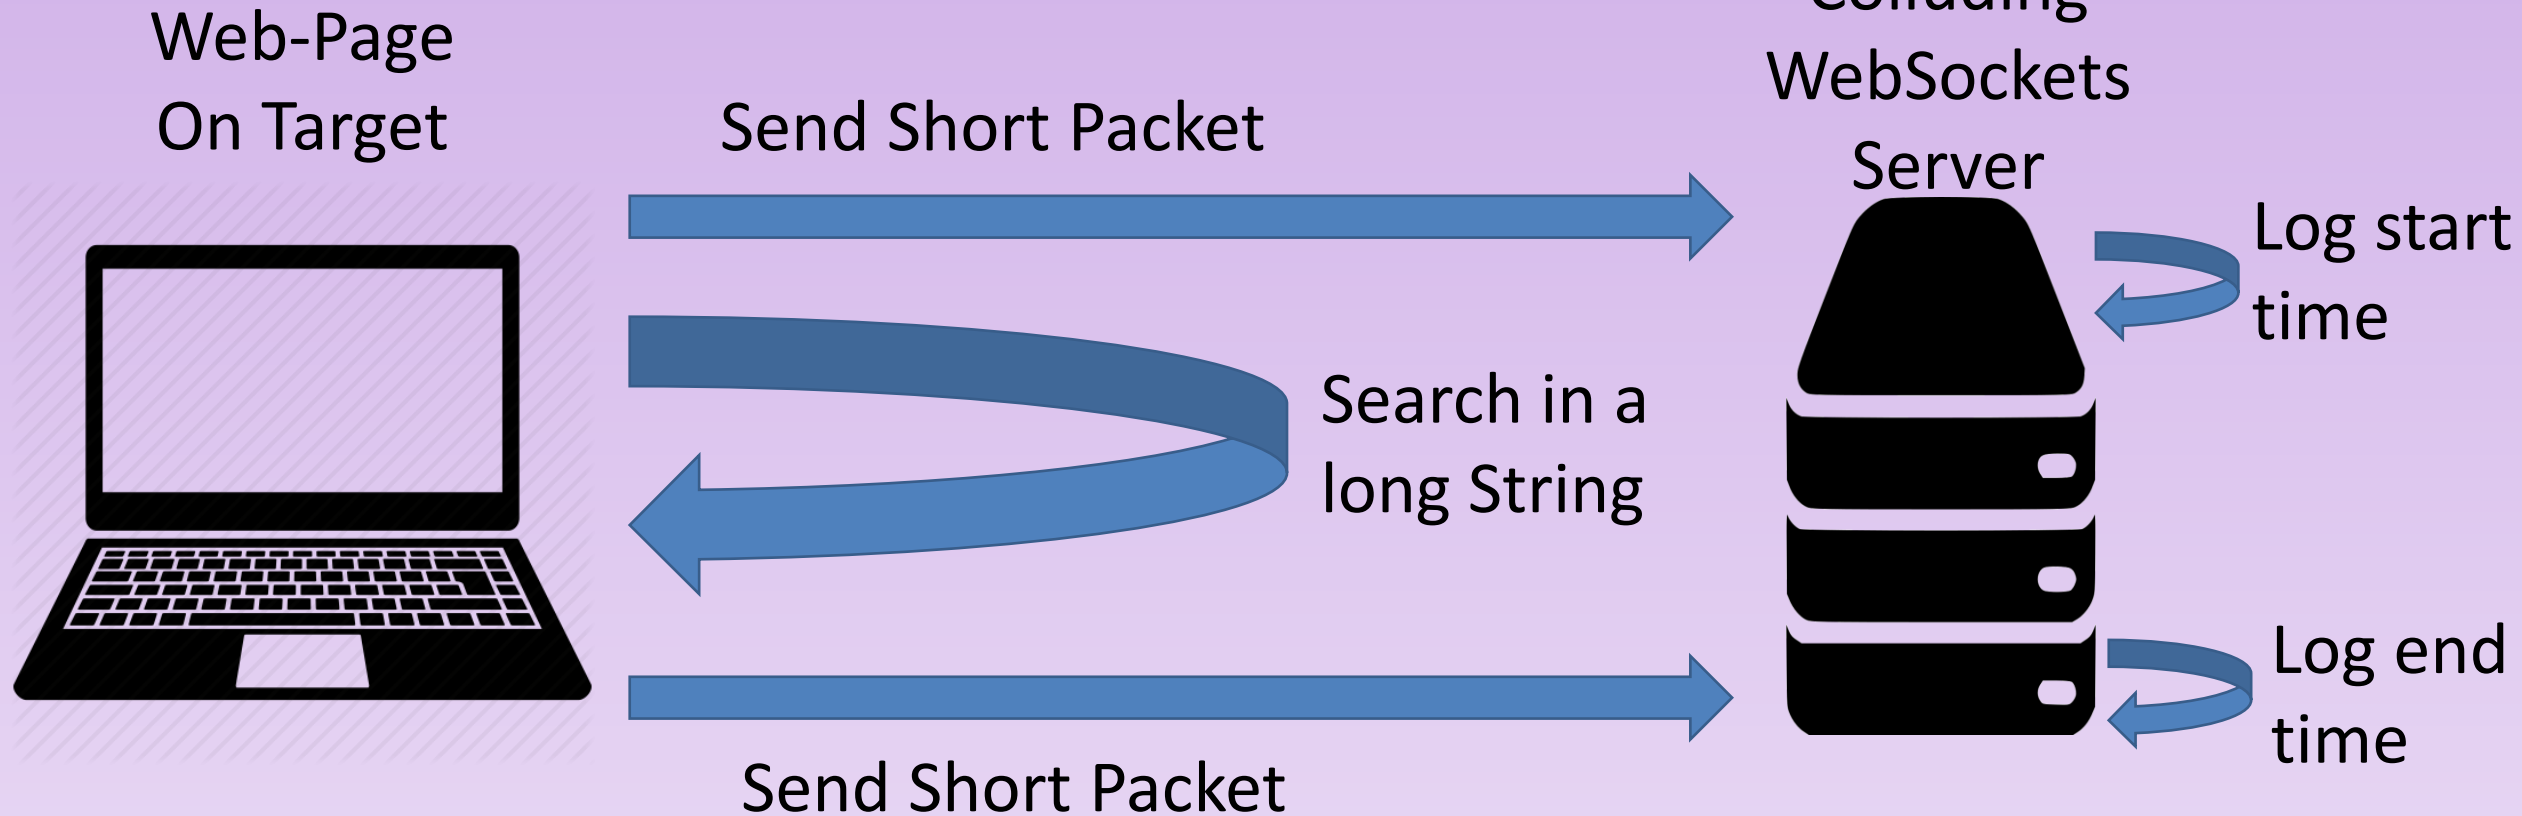 Web-Page
On Target
Send Short Packet
Colluding
WebSockets
Server
Log start
time
Search in a
long String
Log end
time
Send Short Packet